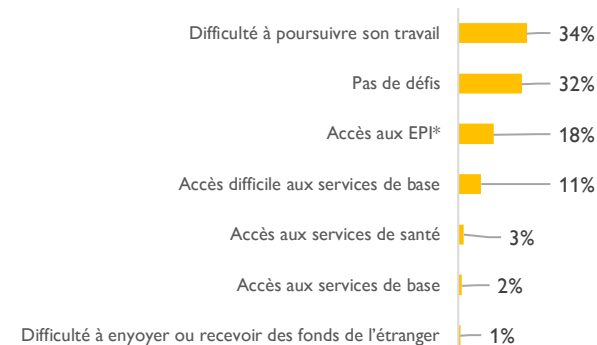 Difficulté à poursuivre son travail 34%
Pas de défis 32%
Accès aux EPI* 18%
Accès difficile aux services de base 11%
Accès aux services de santé 3%
Accès aux services de base 2%
Difficulté à enyoyer ou recevoir des fonds de l’étranger 1%